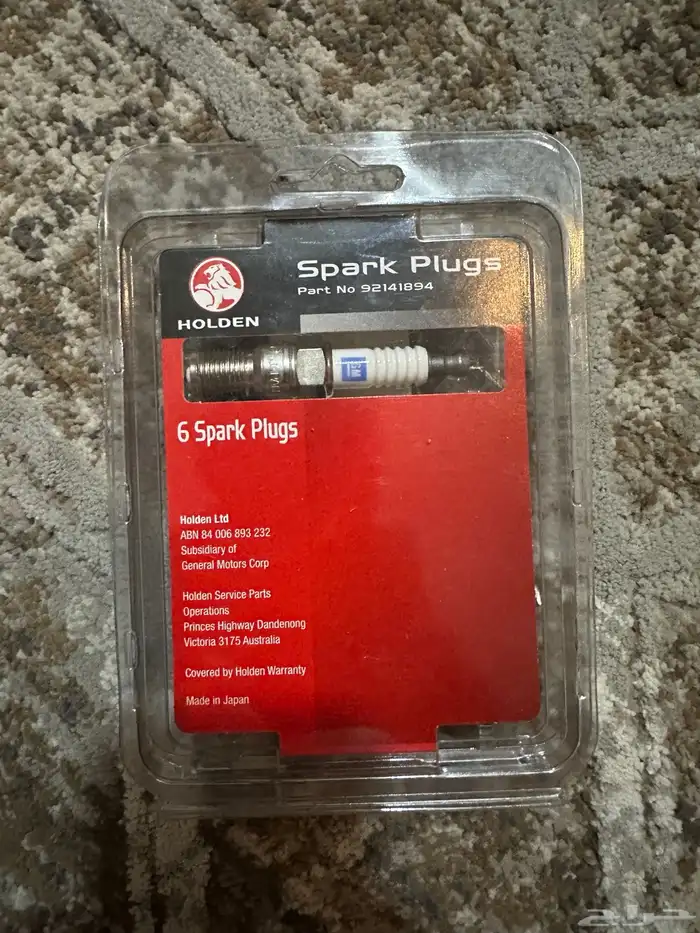 Spark Plugs
Part No 92141894
HOLDEN
6 Spark Plugs
Holden Ltd
ABN 84 006 893 232
Subsidiary of
General Motors Corp
Holden Service Parts
Operations
Princes Highway Dandenong
Victoria 3175 Australia
Covered by Holden Warranty
Made in Japan
حراج